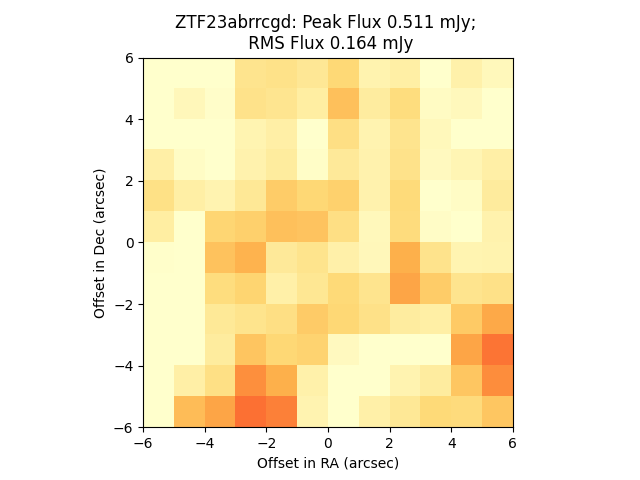 ZTF23abrrcgd: Peak Flux 0.511 mJy;
RMS Flux 0.164 mJy
6
4
2
0
−2
−4
−6
Offset in Dec (arcsec)
−6 −4 −2 0 2 4 6
Offset in RA (arcsec)